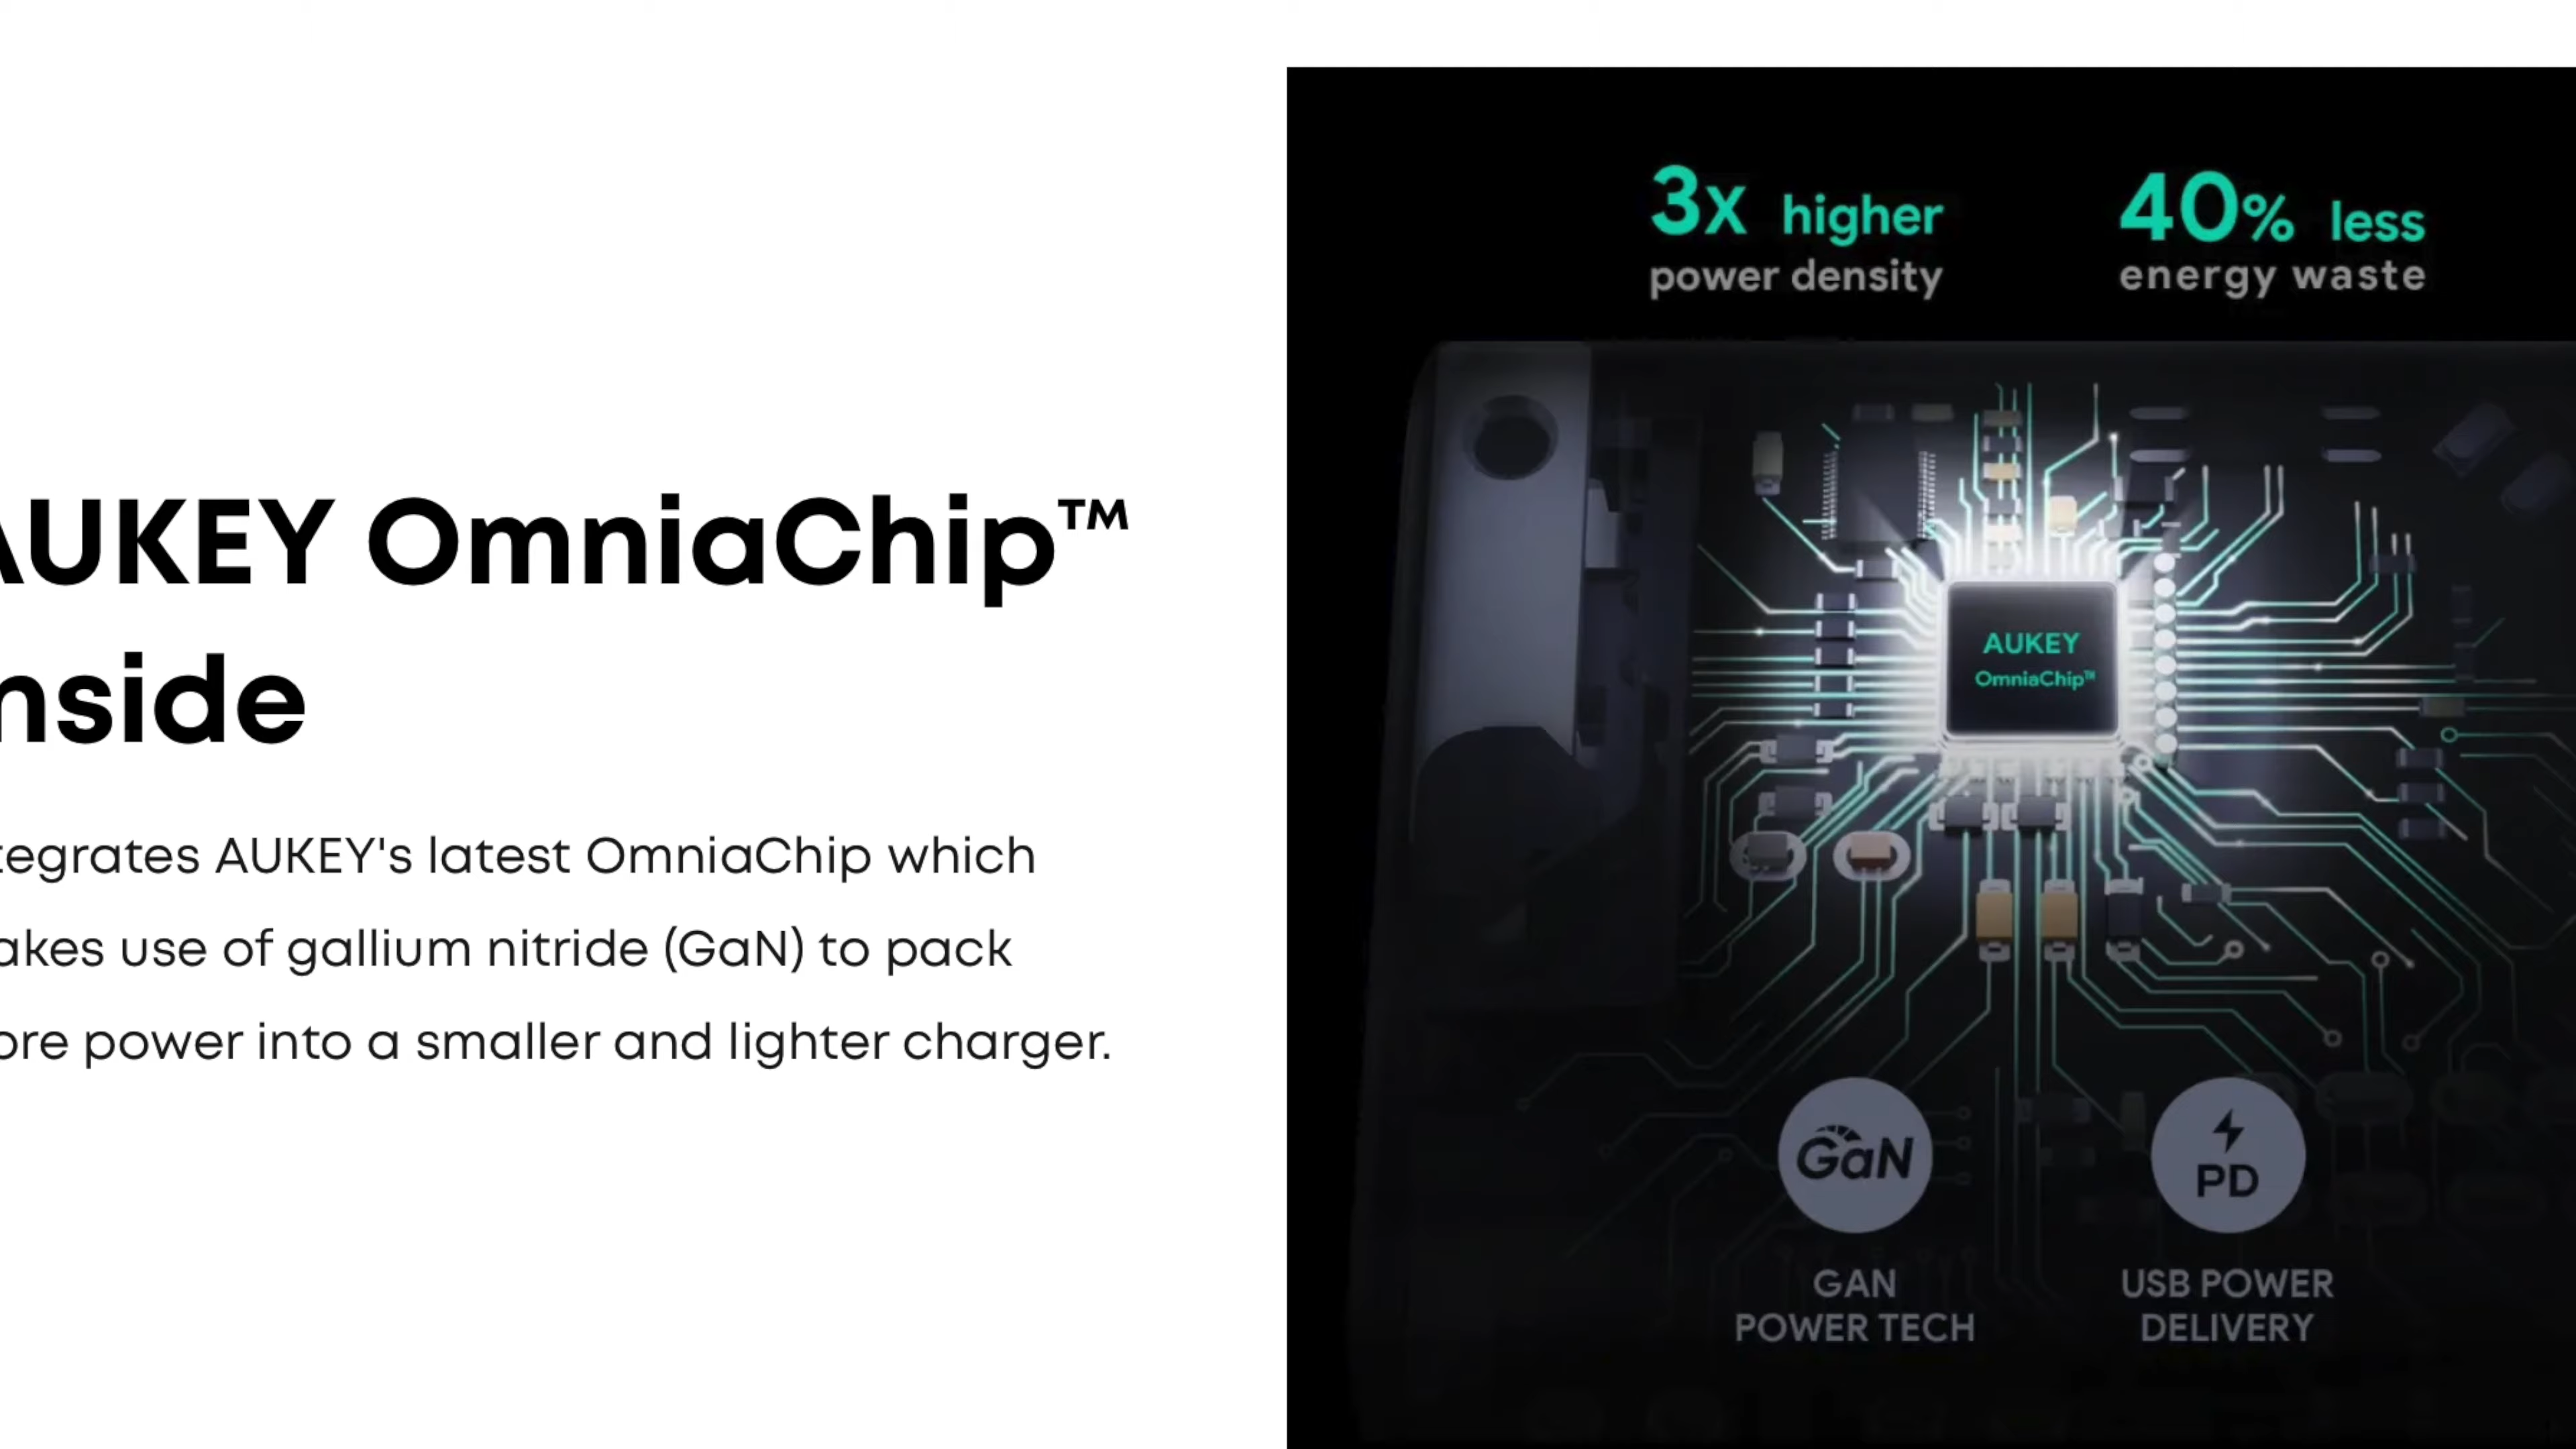 AUKEY OmniaChip™
nside
tegrates AUKEY's latest OmniaChip which
akes use of gallium nitride (GaN) to pack
ore power into a smaller and lighter charger.
3x higher
power density
40% less
energy waste
AUKEY
OmniaChip™
GaN
GAN
POWER TECH
PD
USB POWER
DELIVERY